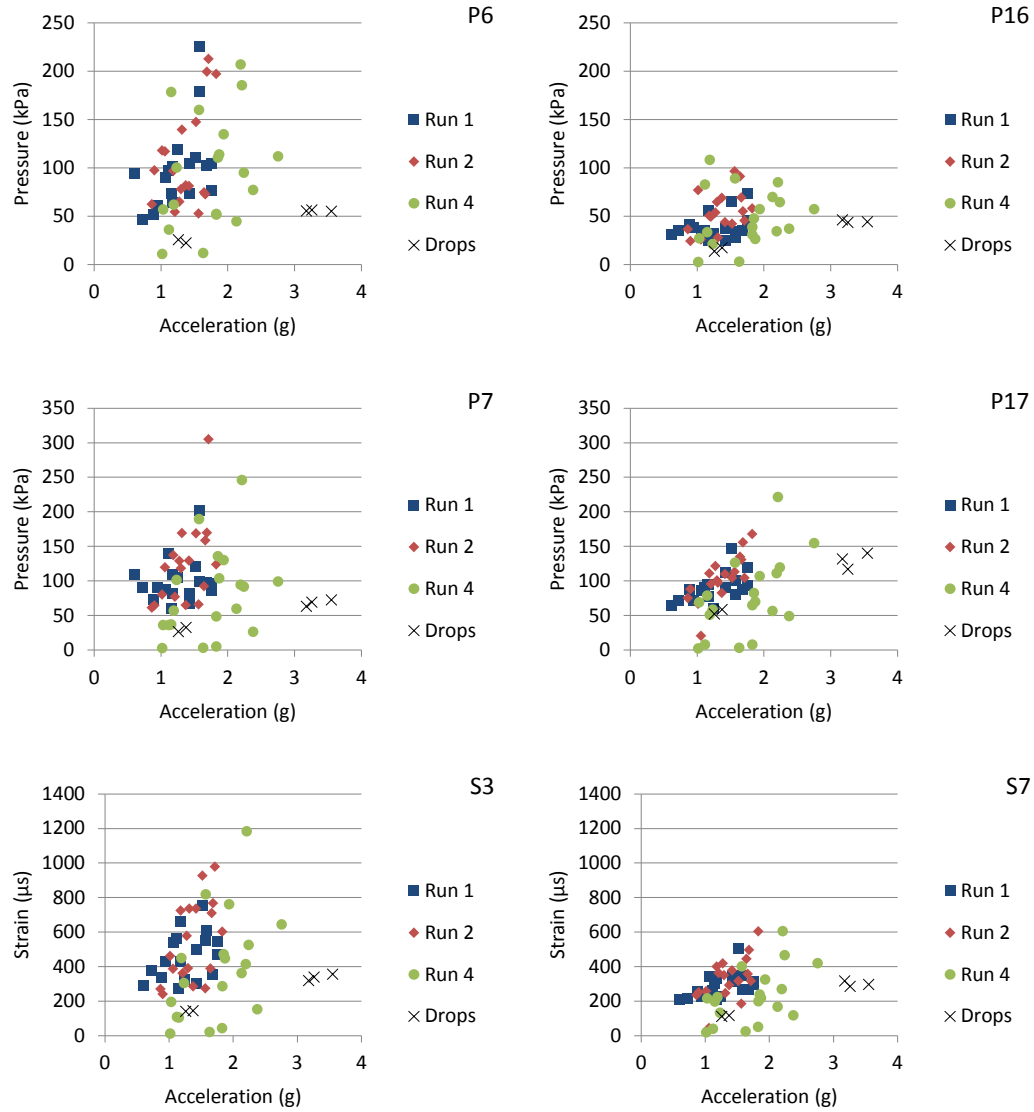 P6
Pressure (kPa)
250
200
150
100
50
0
0 1 2 3 4
Acceleration (g)
Run 1
Run 2
Run 4
Drops
P16
Pressure (kPa)
250
200
150
100
50
0
0 1 2 3 4
Acceleration (g)
Run 1
Run 2
Run 4
Drops
P7
Pressure (kPa)
350
300
250
200
150
100
50
0
0 1 2 3 4
Acceleration (g)
Run 1
Run 2
Run 4
Drops
P17
Pressure (kPa)
350
300
250
200
150
100
50
0
0 1 2 3 4
Acceleration (g)
Run 1
Run 2
Run 4
Drops
S3
Strain (μs)
1400
1200
1000
800
600
400
200
0
0 1 2 3 4
Acceleration (g)
Run 1
Run 2
Run 4
Drops
S7
Strain (μs)
1400
1200
1000
800
600
400
200
0
0 1 2 3 4
Acceleration (g)
Run 1
Run 2
Run 4
Drops